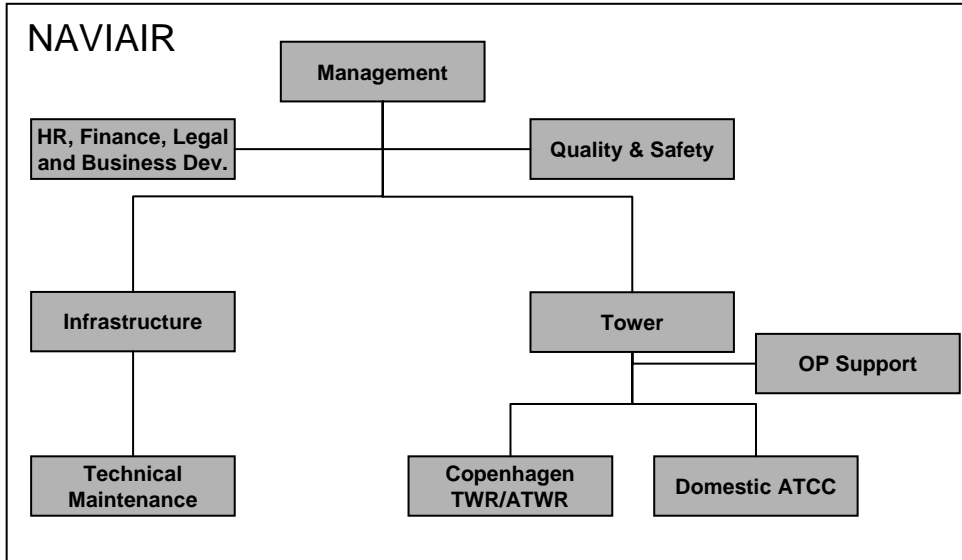 NAVIAIR
Management
HR, Finance, Legal
and Business Dev.
Quality & Safety
Infrastructure
Tower
OP Support
Technical
Maintenance
Copenhagen
TWR/ATWR
Domestic ATCC